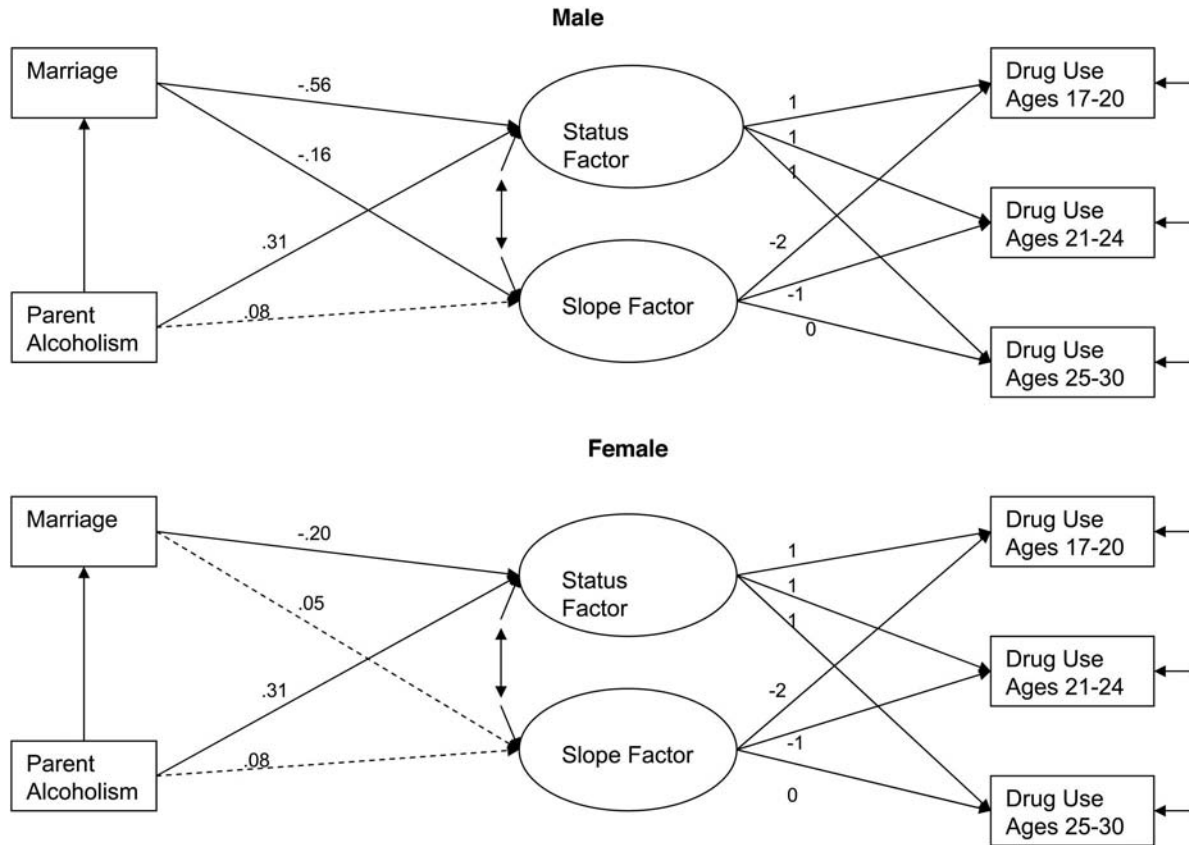 Male
Marriage
-.56
-.16
.31
.08
Parent
Alcoholism
Status
Factor
Slope Factor
1
1
1
-2
-1
0
Drug Use
Ages 17-20
Drug Use
Ages 21-24
Drug Use
Ages 25-30
Female
Marriage
-.20
.05
.31
.08
Parent
Alcoholism
Status
Factor
Slope Factor
1
1
1
-2
-1
0
Drug Use
Ages 17-20
Drug Use
Ages 21-24
Drug Use
Ages 25-30